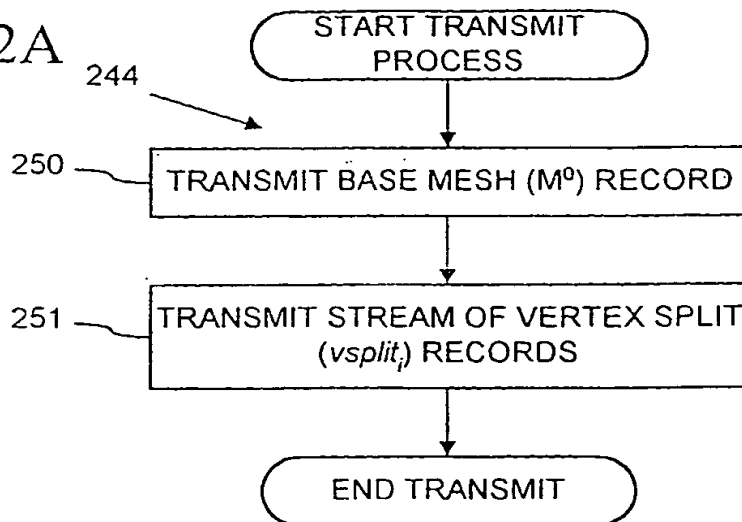 2A
244
START TRANSMIT
PROCESS
250
TRANSMIT BASE MESH (M⁰) RECORD
251
TRANSMIT STREAM OF VERTEX SPLIT
(vsplitᵢ) RECORDS
END TRANSMIT